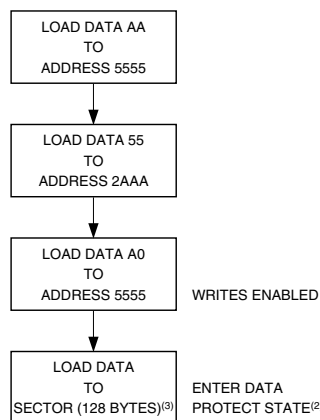 LOAD DATA AA
TO
ADDRESS 5555
LOAD DATA 55
TO
ADDRESS 2AAA
LOAD DATA A0
TO
ADDRESS 5555
WRITES ENABLED
LOAD DATA
TO
SECTOR (128 BYTES)(3)
ENTER DATA
PROTECT STATE(2